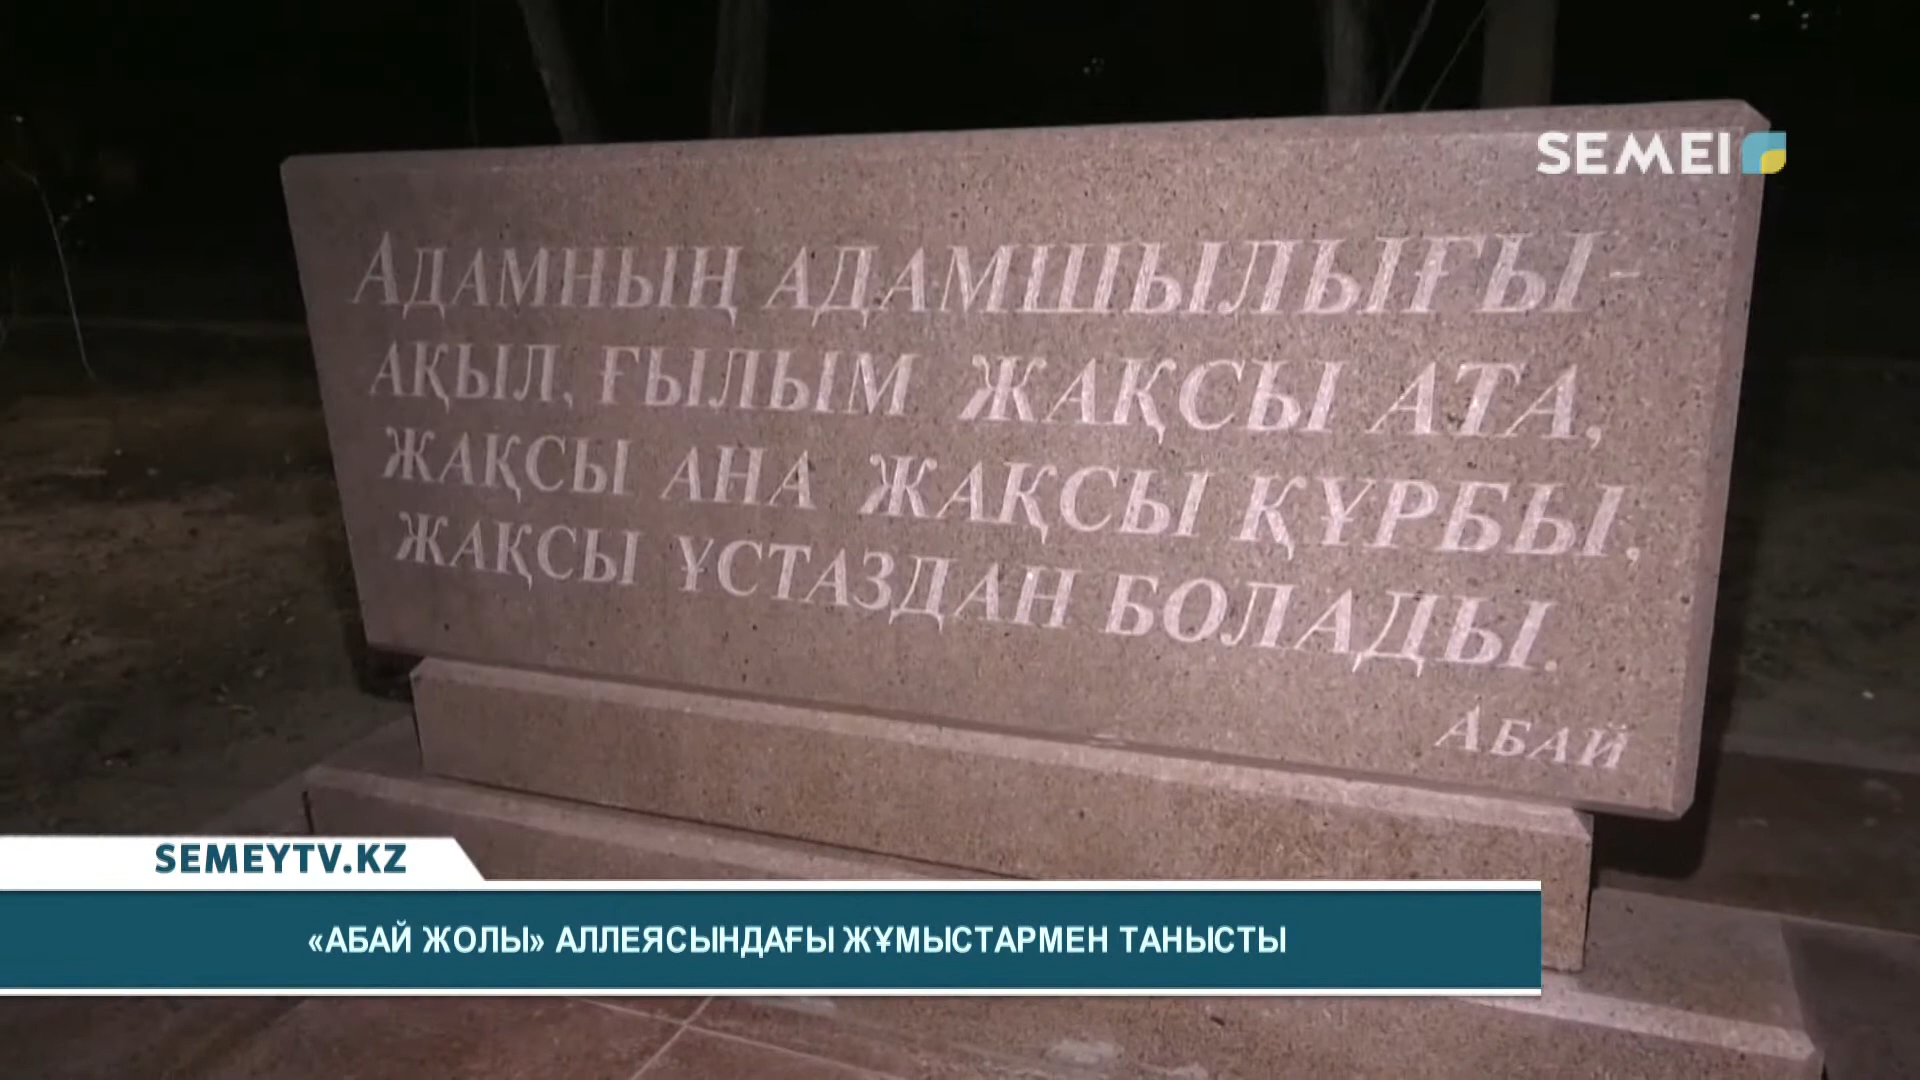 SEMEI
АДАМНЫҢ АДАМШЫЛЫҒЫ -
АҚЫЛ, ҒЫЛЫМ ЖАҚСЫ АТА,
ЖАҚСЫ АНА ЖАҚСЫ ҚҰРБЫ,
ЖАҚСЫ ҰСТАЗДАН БОЛАДЫ.
АБАЙ
SEMEYTV.KZ
«АБАЙ ЖОЛЫ» АЛЛЕЯСЫНДАҒЫ ЖҰМЫСТАРМЕН ТАНЫСТЫ